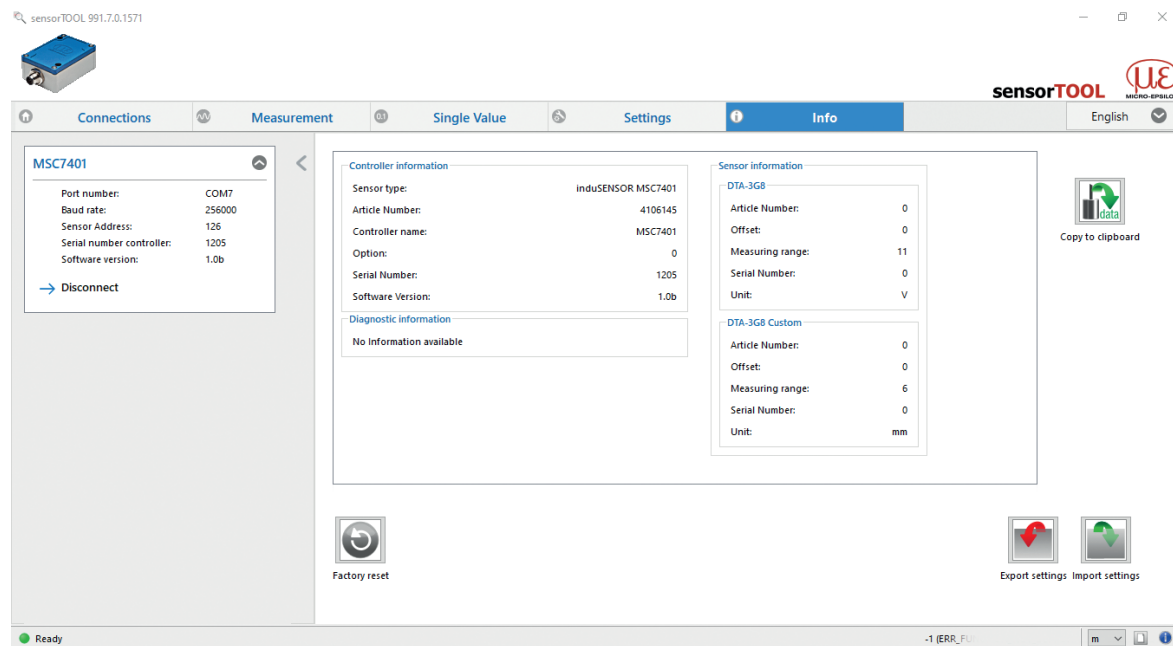 sensorTOOL 991.7.0.1571
sensorTOOL
με
MICRO-EPSILO
Connections
Measurement
0.1
Single Value
Settings
Info
English
MSC7401
Port number: COM7
Baud rate: 256000
Sensor Address: 126
Serial number controller: 1205
Software version: 1.0b
Disconnect
Controller information
Sensor type: induSENSOR MSC7401
Article Number: 4106145
Controller name: MSC7401
Option: 0
Serial Number: 1205
Software Version: 1.0b
Diagnostic information
No Information available
Sensor information
DTA-3G8
Article Number: 0
Offset: 0
Measuring range: 11
Serial Number: 0
Unit: V
DTA-3G8 Custom
Article Number: 0
Offset: 0
Measuring range: 6
Serial Number: 0
Unit: mm
data
Copy to clipboard
Factory reset
Export settings
Import settings
Ready
-1 (ERR_FU
m